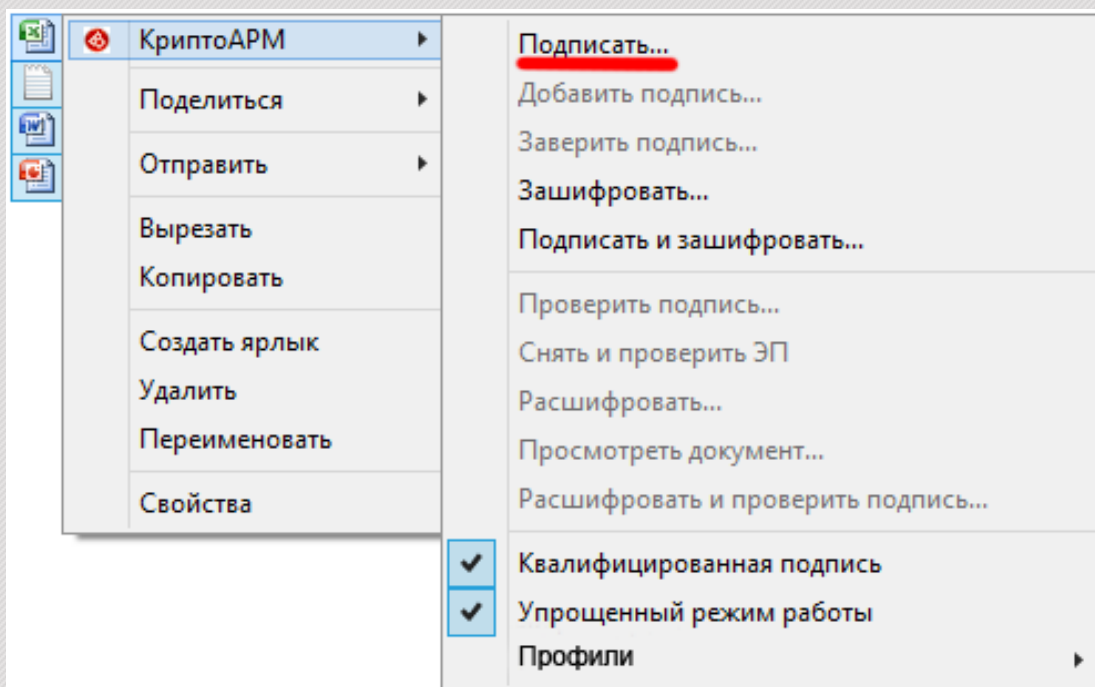 КриптоАРМ
Поделиться
Отправить
Вырезать
Копировать
Создать ярлык
Удалить
Переименовать
Свойства
Подписать...
Добавить подпись...
Заверить подпись...
Зашифровать...
Подписать и зашифровать...
Проверить подпись...
Снять и проверить ЭП
Расшифровать...
Просмотреть документ...
Расшифровать и проверить подпись...
Квалифицированная подпись
Упрощенный режим работы
Профили